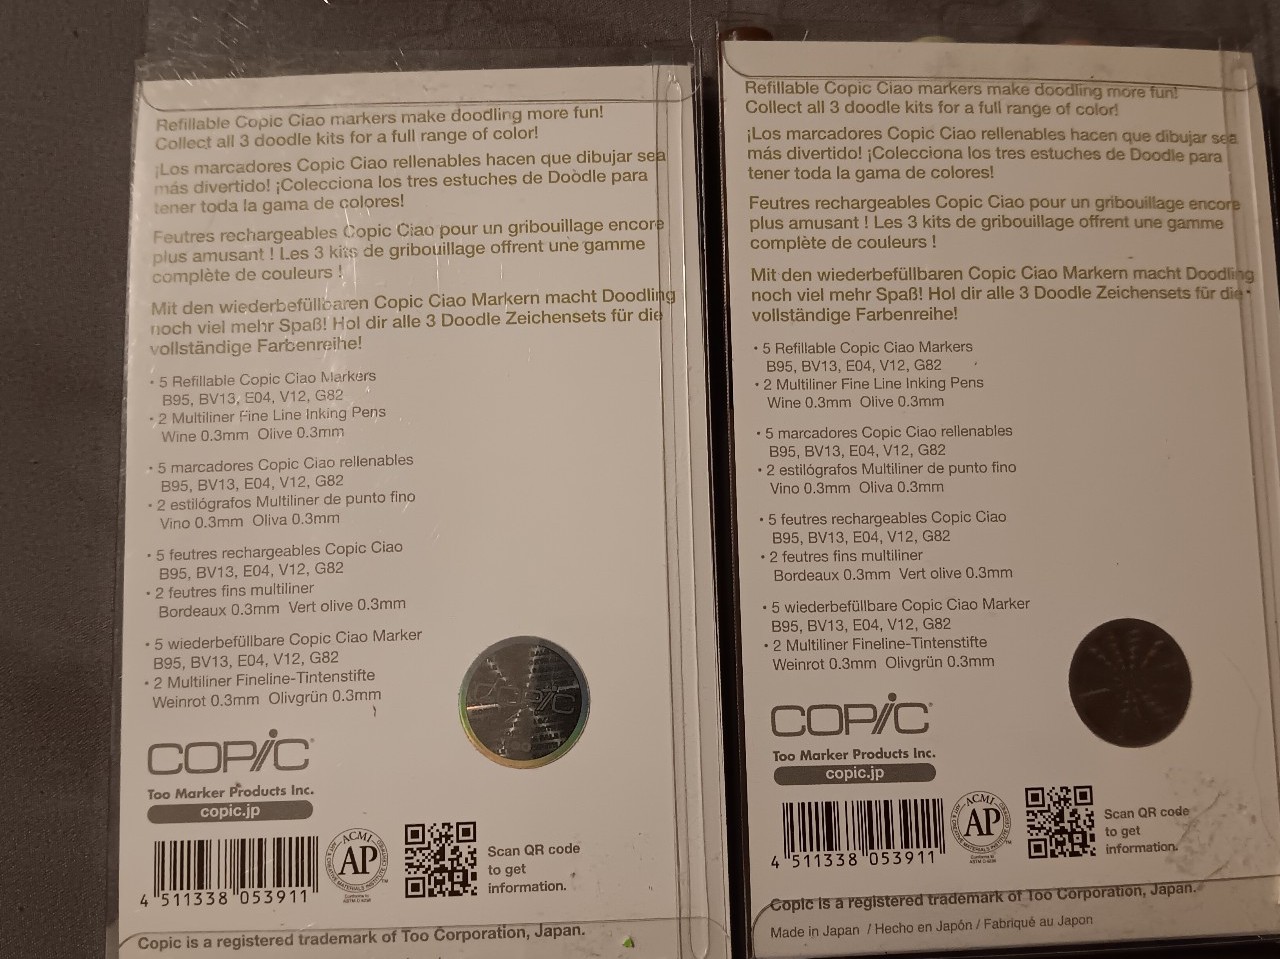 Refillable Copic Ciao markers make doodling more fun!
Collect all 3 doodle kits for a full range of color!
¡Los marcadores Copic Ciao rellenables hacen que dibujar sea
más divertido! ¡Colecciona los tres estuches de Doodle para
tener toda la gama de colores!
Feutres rechargeables Copic Ciao pour un gribouillage encore
plus amusant ! Les 3 kits de gribouillage offrent une gamme
complète de couleurs !
Mit den wiederbefüllbaren Copic Ciao Markern macht Doodling
noch viel mehr Spaß! Hol dir alle 3 Doodle Zeichensets für die
vollständige Farbenreihe!
• 5 Refillable Copic Ciao Markers
B95, BV13, E04, V12, G82
• 2 Multiliner Fine Line Inking Pens
Wine 0.3mm Olive 0.3mm
• 5 marcadores Copic Ciao rellenables
B95, BV13, E04, V12, G82
• 2 estilógrafos Multiliner de punto fino
Vino 0.3mm Oliva 0.3mm
• 5 feutres rechargeables Copic Ciao
B95, BV13, E04, V12, G82
• 2 feutres fins multiliner
Bordeaux 0.3mm Vert olive 0.3mm
• 5 wiederbefüllbare Copic Ciao Marker
B95, BV13, E04, V12, G82
• 2 Multiliner Fineline-Tintenstifte
Weinrot 0.3mm Olivgrün 0.3mm
COPIC
COPIC
Too Marker Products Inc.
copic.jp
4 511338 053911
ACMI
AP
Scan QR code
to get
information.
Copic is a registered trademark of Too Corporation, Japan.
Refillable Copic Ciao markers make doodling more fun!
Collect all 3 doodle kits for a full range of color!
¡Los marcadores Copic Ciao rellenables hacen que dibujar sea
más divertido! ¡Colecciona los tres estuches de Doodle para
tener toda la gama de colores!
Feutres rechargeables Copic Ciao pour un gribouillage encore
plus amusant ! Les 3 kits de gribouillage offrent une gamme
complète de couleurs !
Mit den wiederbefüllbaren Copic Ciao Markern macht Doodling
noch viel mehr Spaß! Hol dir alle 3 Doodle Zeichensets für die
vollständige Farbenreihe!
• 5 Refillable Copic Ciao Markers
B95, BV13, E04, V12, G82
• 2 Multiliner Fine Line Inking Pens
Wine 0.3mm Olive 0.3mm
• 5 marcadores Copic Ciao rellenables
B95, BV13, E04, V12, G82
• 2 estilógrafos Multiliner de punto fino
Vino 0.3mm Oliva 0.3mm
• 5 feutres rechargeables Copic Ciao
B95, BV13, E04, V12, G82
• 2 feutres fins multiliner
Bordeaux 0.3mm Vert olive 0.3mm
• 5 wiederbefüllbare Copic Ciao Marker
B95, BV13, E04, V12, G82
• 2 Multiliner Fineline-Tintenstifte
Weinrot 0.3mm Olivgrün 0.3mm
COPIC
Too Marker Products Inc.
copic.jp
4 511338 053911
ACMI
AP
Scan QR code
to get
information.
Copic is a registered trademark of Too Corporation, Japan.
Made in Japan / Hecho en Japón / Fabriqué au Japon